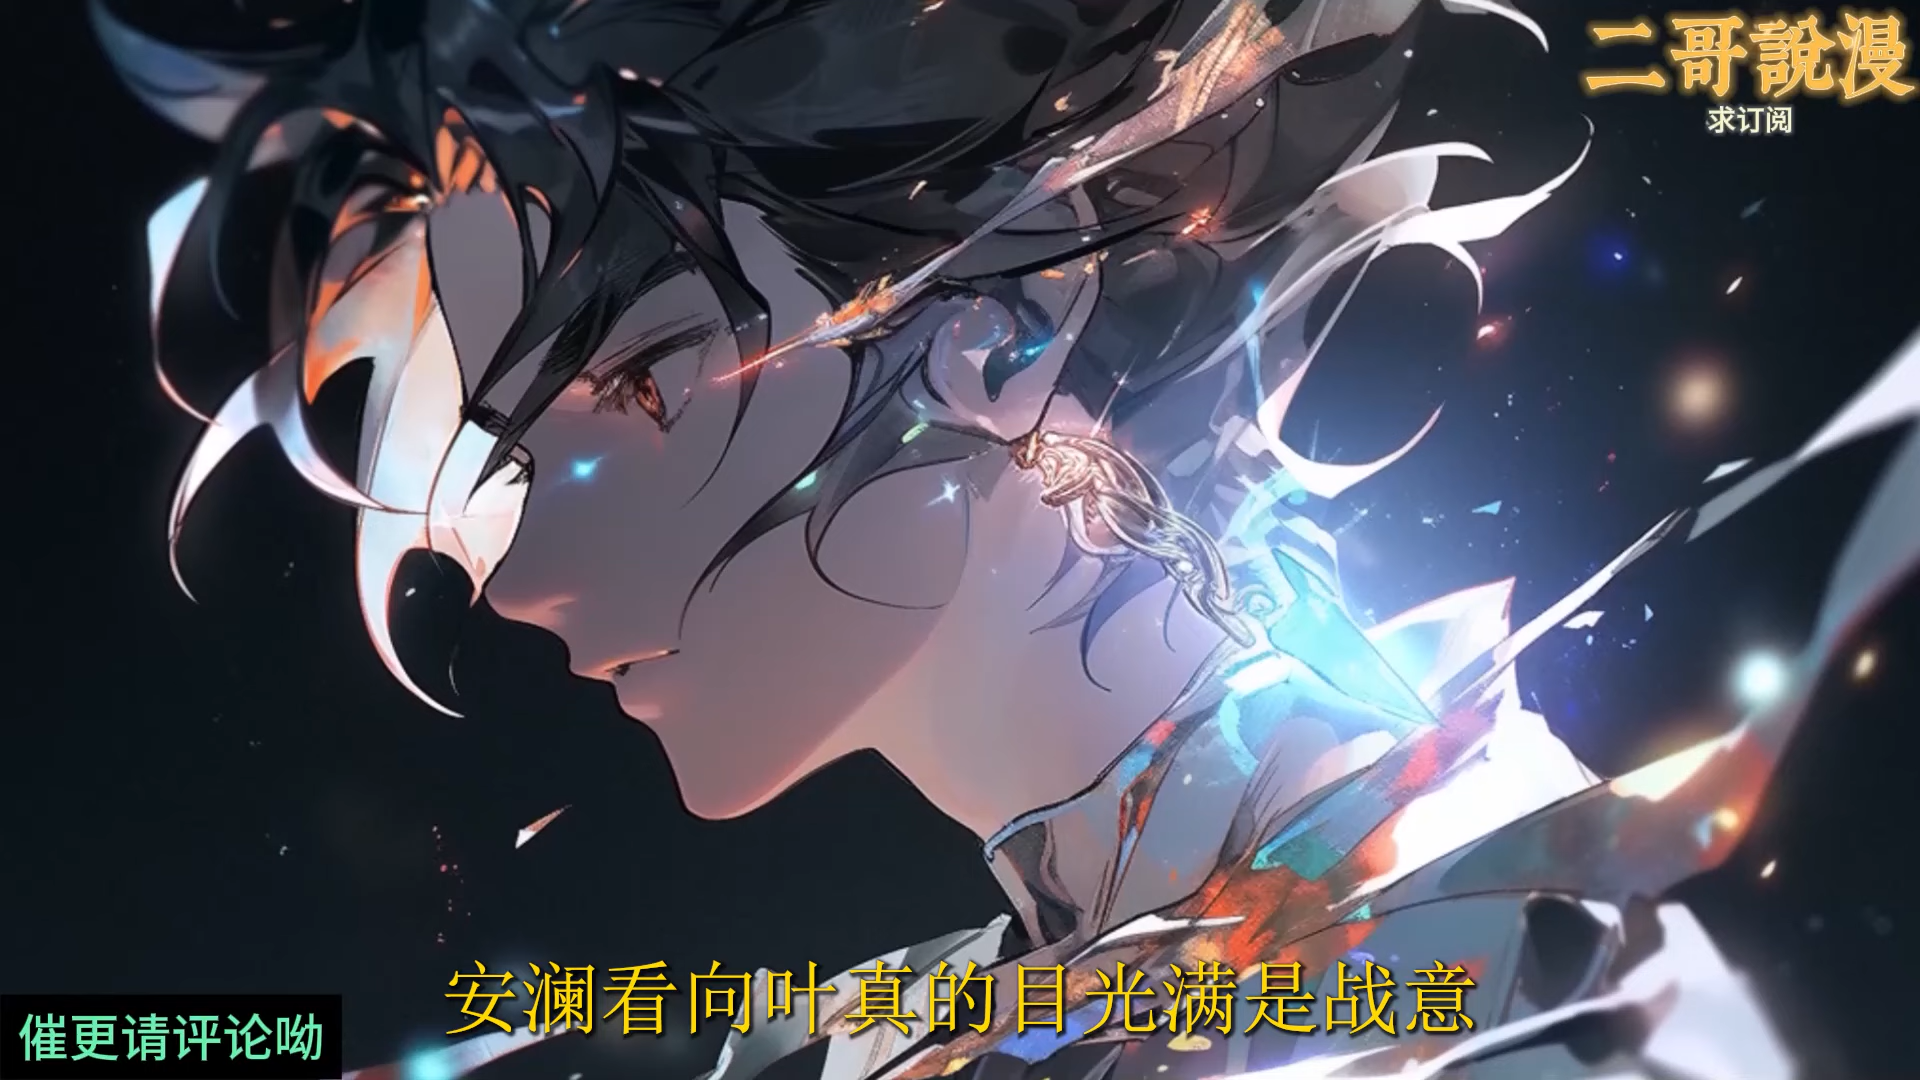 二哥說漫
求订阅
安澜看向叶真的目光满是战意
催更请评论呦